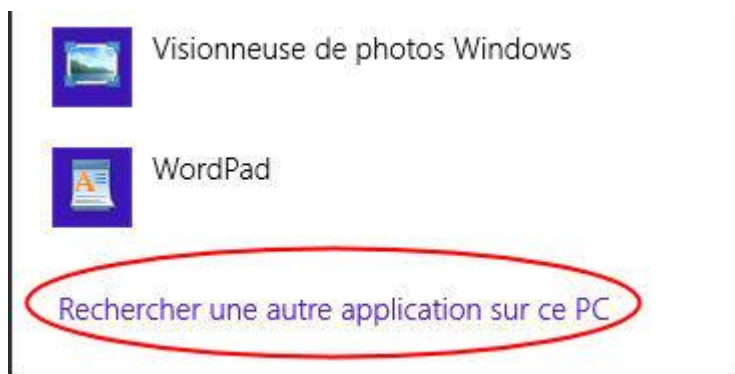 Visionneuse de photos Windows
WordPad
Rechercher une autre application sur ce PC